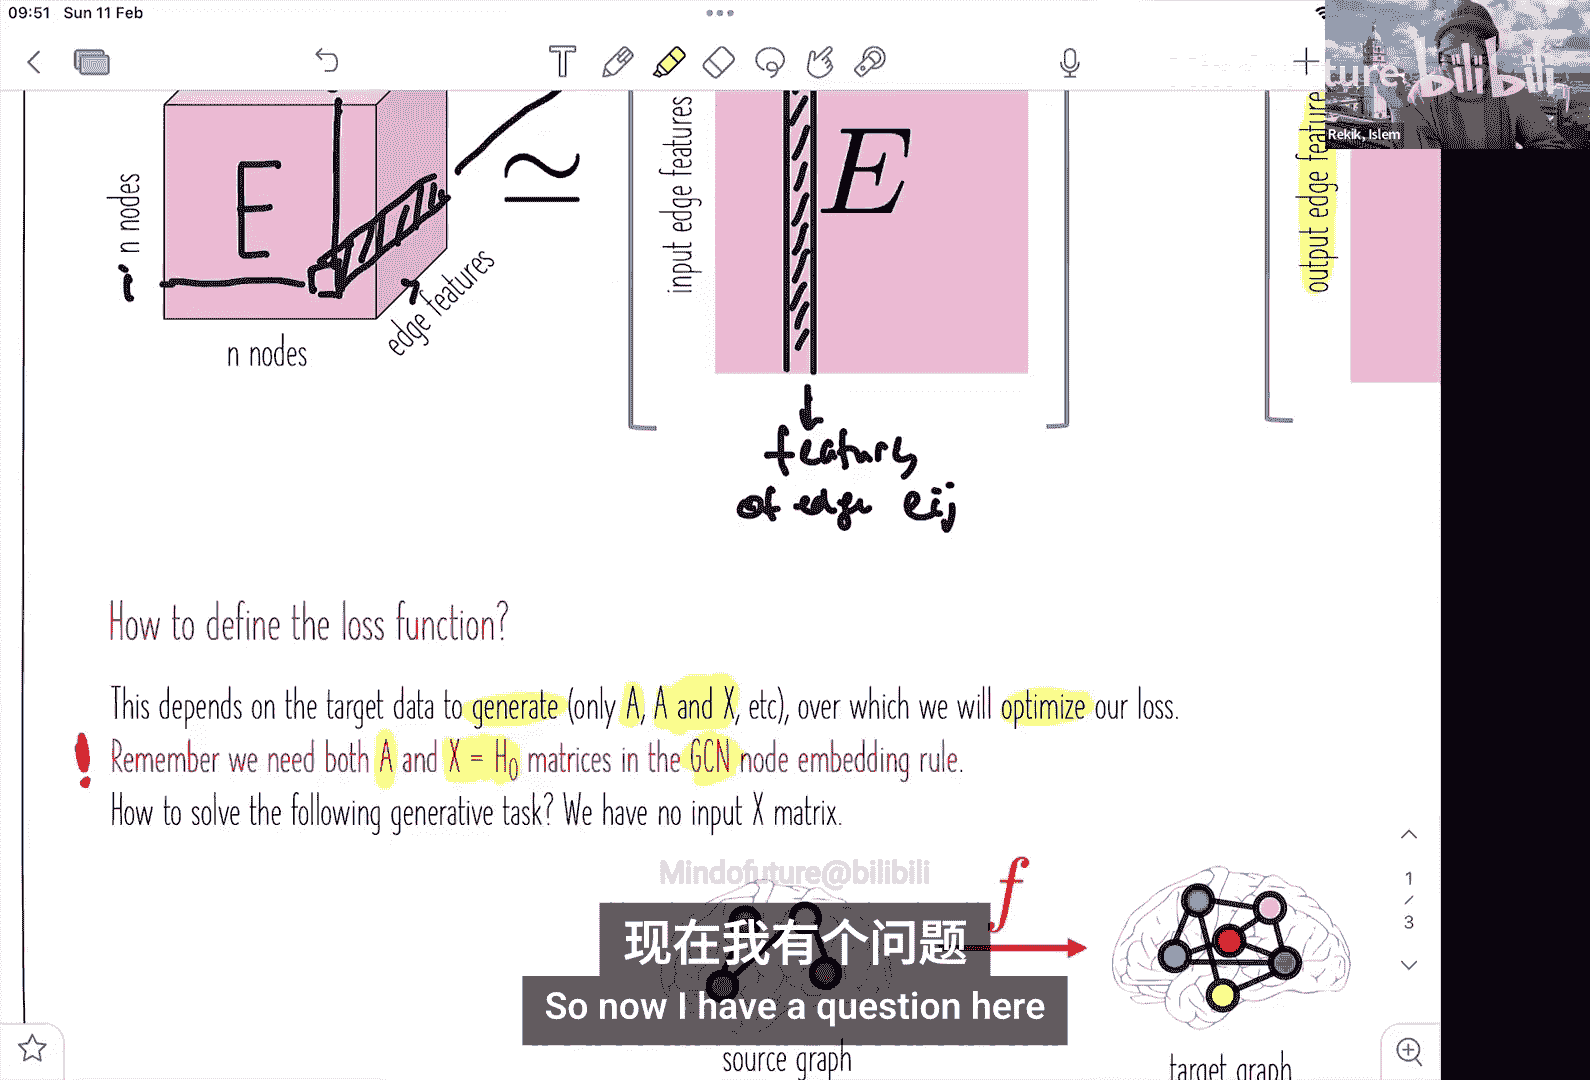 09:51 Sun 11 Feb
ture bilibili
Rekik, Islem
n nodes
E
i
n nodes
edge features
≃
input edge features
E
output edge feature
features
of edge eij
How to define the loss function?
This depends on the target data to generate (only A, A and X, etc), over which we will optimize our loss.
! Remember we need both A and X = H0 matrices in the GCN node embedding rule.
How to solve the following generative task? We have no input X matrix.
Mindofuture@bilibili
f
1
/
3
现在我有个问题
So now I have a question here
source graph
target graph